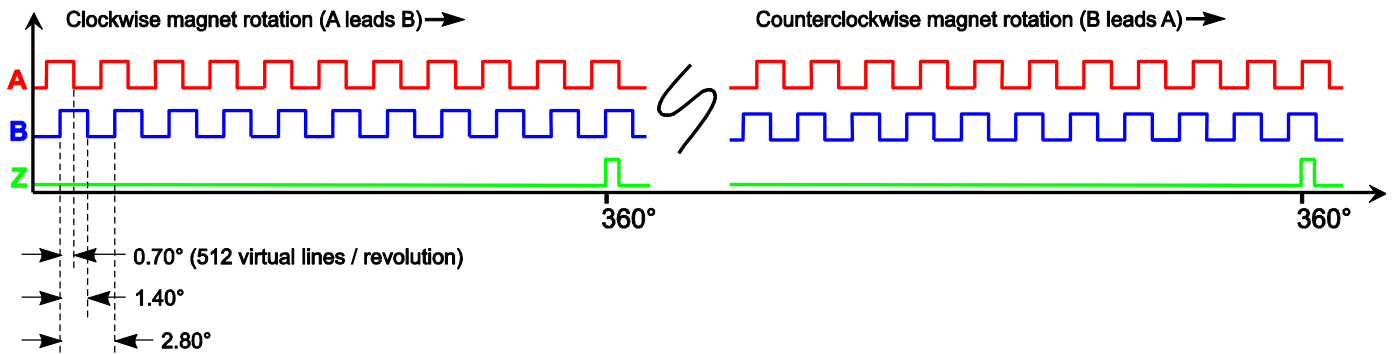 Clockwise magnet rotation (A leads B)
Counterclockwise magnet rotation (B leads A)
A
B
Z
360°
360°
0.70° (512 virtual lines / revolution)
1.40°
2.80°